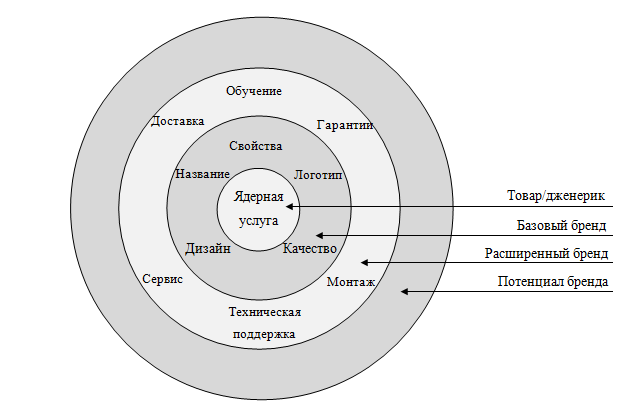 Обучение
Доставка
Гарантии
Свойства
Название
Логотип
Ядерная
услуга
Дизайн
Качество
Сервис
Монтаж
Техническая
поддержка
Товар/дженерик
Базовый бренд
Расширенный бренд
Потенциал бренда